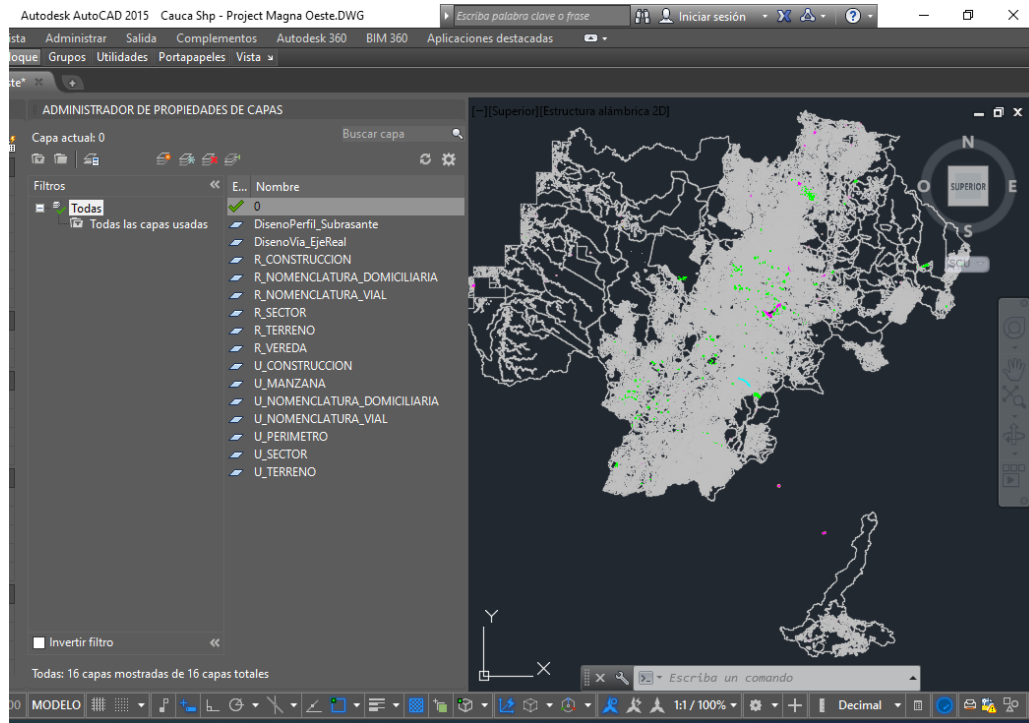 Autodesk AutoCAD 2015 Cauca Shp - Project Magna Oeste.DWG Escriba palabra clave o frase Iniciar sesión
ista Administrar Salida Complementos Autodesk 360 BIM 360 Aplicaciones destacadas
loque Grupos Utilidades Portapapeles Vista
ste*
ADMINISTRADOR DE PROPIEDADES DE CAPAS
[−][Superior][Estructura alámbrica 2D]
Capa actual: 0 Buscar capa
Filtros
Todas
Todas las capas usadas
E... Nombre
0
DisenoPerfil_Subrasante
DisenoVia_EjeReal
R_CONSTRUCCION
R_NOMENCLATURA_DOMICILIARIA
R_NOMENCLATURA_VIAL
R_SECTOR
R_TERRENO
R_VEREDA
U_CONSTRUCCION
U_MANZANA
U_NOMENCLATURA_DOMICILIARIA
U_NOMENCLATURA_VIAL
U_PERIMETRO
U_SECTOR
U_TERRENO
N
O SUPERIOR E
S
SCU
Y
X
Invertir filtro
Todas: 16 capas mostradas de 16 capas totales
Escriba un comando
00 MODELO 1:1 / 100% Decimal